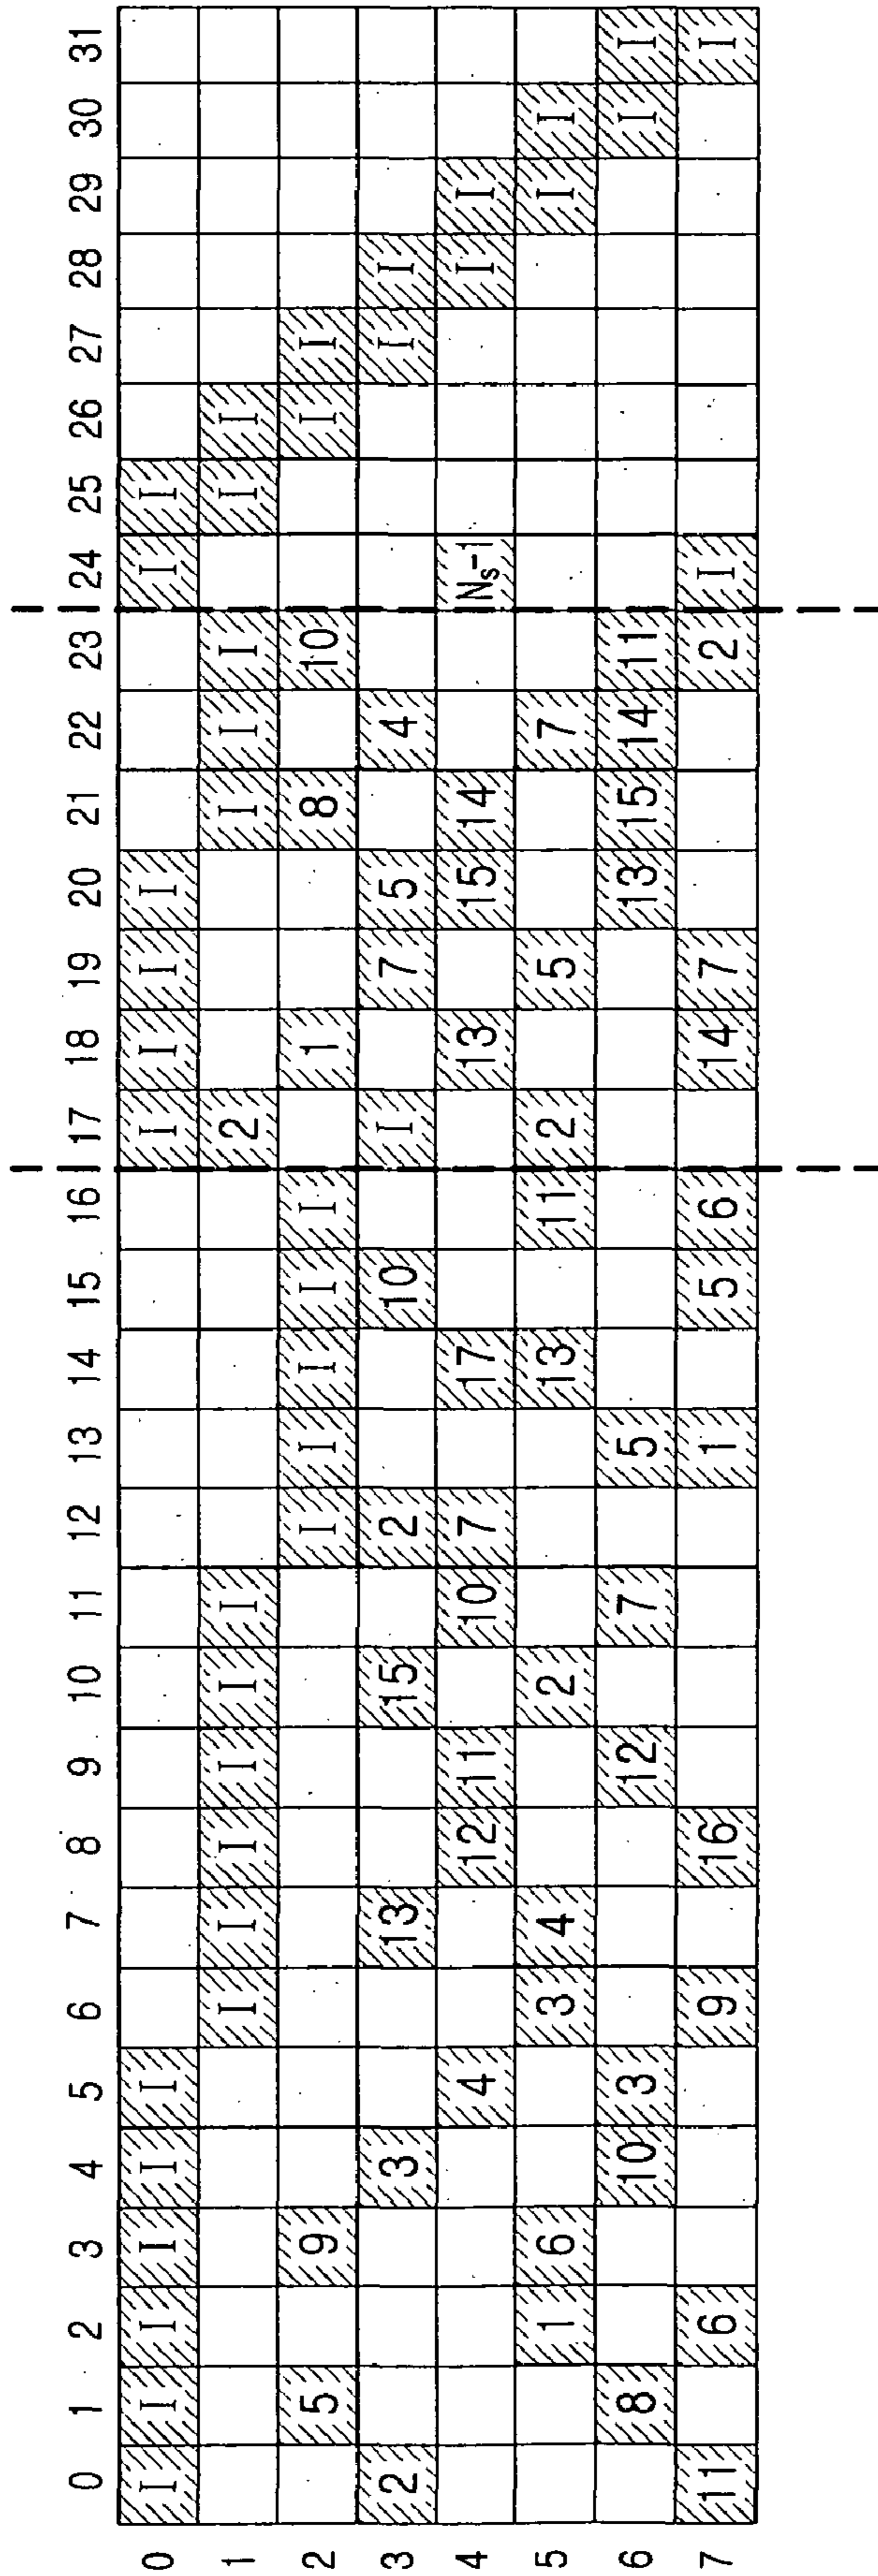 0 1 2 3 4 5 6 7 8 9 10 11 12 13 14 15 16 17 18 19 20 21 22 23 24 25 26 27 28 29 30 31
0 I I I I I I I I I I I I
1 I I I I I I 2 I I I I I
2 5 9 I I I I I 1 8 10 I I
3 2 3 13 15 2 10 I 7 5 4 I I
4 4 12 11 10 7 17 13 15 14 Ns-1 I I
5 1 6 3 4 2 13 11 2 5 7 I I
6 8 10 3 12 7 5 13 15 14 11 I I
7 11 6 9 16 1 5 6 14 7 2 I I